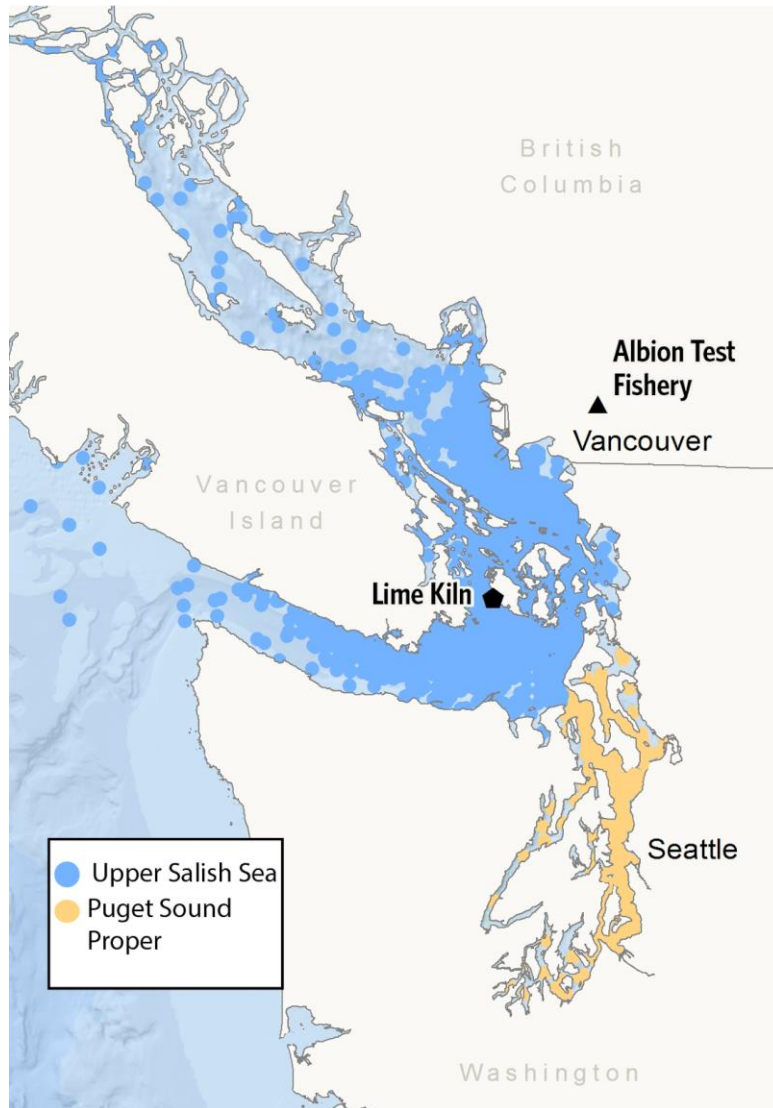 British
Columbia
Albion Test
Fishery
Vancouver
Vancouver
Island
Lime Kiln
Seattle
Upper Salish Sea
Puget Sound
Proper
Washington